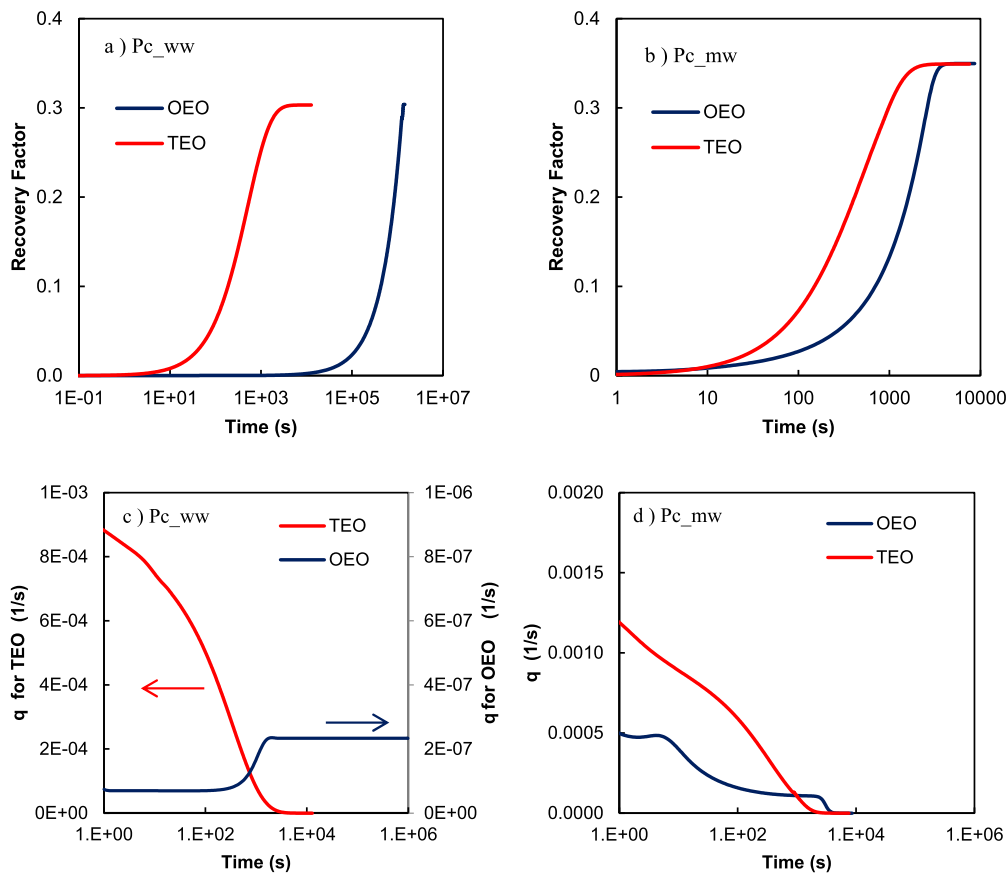 a ) Pc_ww
OEO
TEO
Recovery Factor
0.4
0.3
0.2
0.1
0.0
1E-01
1E+01
1E+03
1E+05
1E+07
Time (s)
b ) Pc_mw
OEO
TEO
Recovery Factor
0.4
0.3
0.2
0.1
0
1
10
100
1000
10000
Time (s)
c ) Pc_ww
TEO
OEO
q for TEO (1/s)
1E-03
8E-04
6E-04
4E-04
2E-04
0E+00
q for OEO (1/s)
1E-06
8E-07
6E-07
4E-07
2E-07
0E+00
1.E+00
1.E+02
1.E+04
1.E+06
Time (s)
d ) Pc_mw
OEO
TEO
q (1/s)
0.0020
0.0015
0.0010
0.0005
0.0000
1.E+00
1.E+02
1.E+04
1.E+06
Time (s)